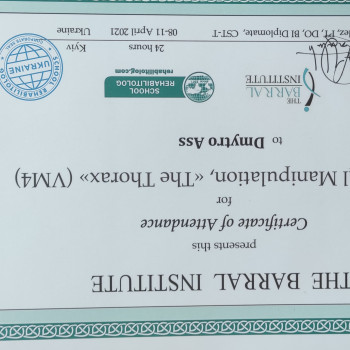 THE BARRAL INSTITUTE
presents this
Certificate of Attendance
for
l Manipulation, «The Thorax» (VM4)
to Dmytro Ass
THE
BARRAL
INSTITUTE
SCHOOL
REHABILITOLOG
school
rehabilitolog.com
SCHOOL REHABILITOLOG
UKRAINE
dez, PT, DO, BI Diplomate, CST-T
24 hours
08-11 April 2021
Kyiv
Ukraine